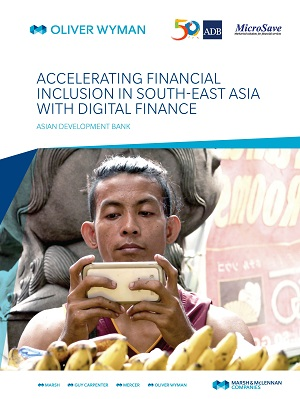 OLIVER WYMAN
50
ADB
MicroSave
ACCELERATING FINANCIAL
INCLUSION IN SOUTH-EAST ASIA
WITH DIGITAL FINANCE
ASIAN DEVELOPMENT BANK
ROOMS
MARSH
GUY CARPENTER
MERCER
OLIVER WYMAN
MARSH & MCLENNAN
COMPANIES